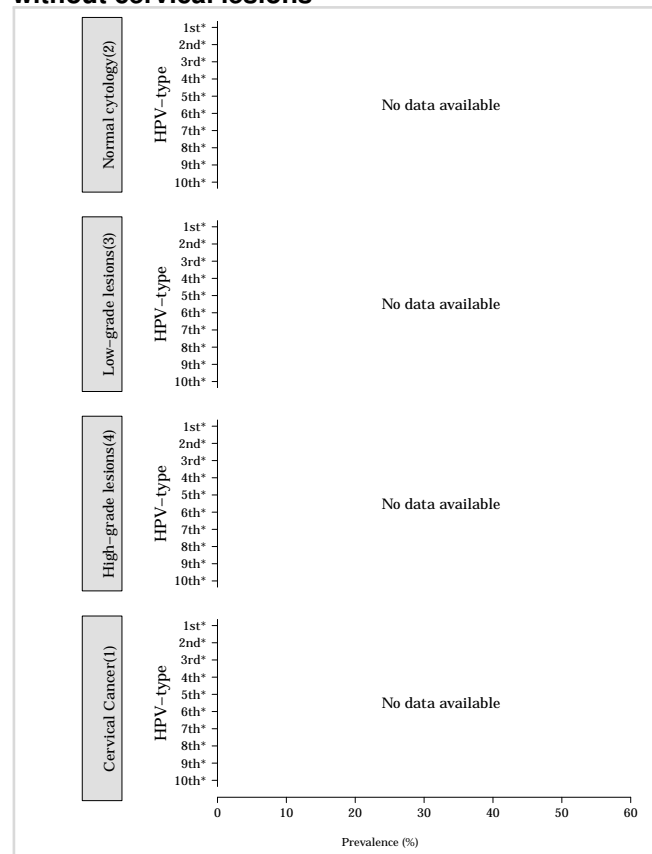 without cervical lesions
Normal cytology(2)
HPV−type
1st*
2nd*
3rd*
4th*
5th*
6th*
7th*
8th*
9th*
10th*
No data available
Low−grade lesions(3)
HPV−type
1st*
2nd*
3rd*
4th*
5th*
6th*
7th*
8th*
9th*
10th*
No data available
High−grade lesions(4)
HPV−type
1st*
2nd*
3rd*
4th*
5th*
6th*
7th*
8th*
9th*
10th*
No data available
Cervical Cancer(1)
HPV−type
1st*
2nd*
3rd*
4th*
5th*
6th*
7th*
8th*
9th*
10th*
No data available
0 10 20 30 40 50 60
Prevalence (%)